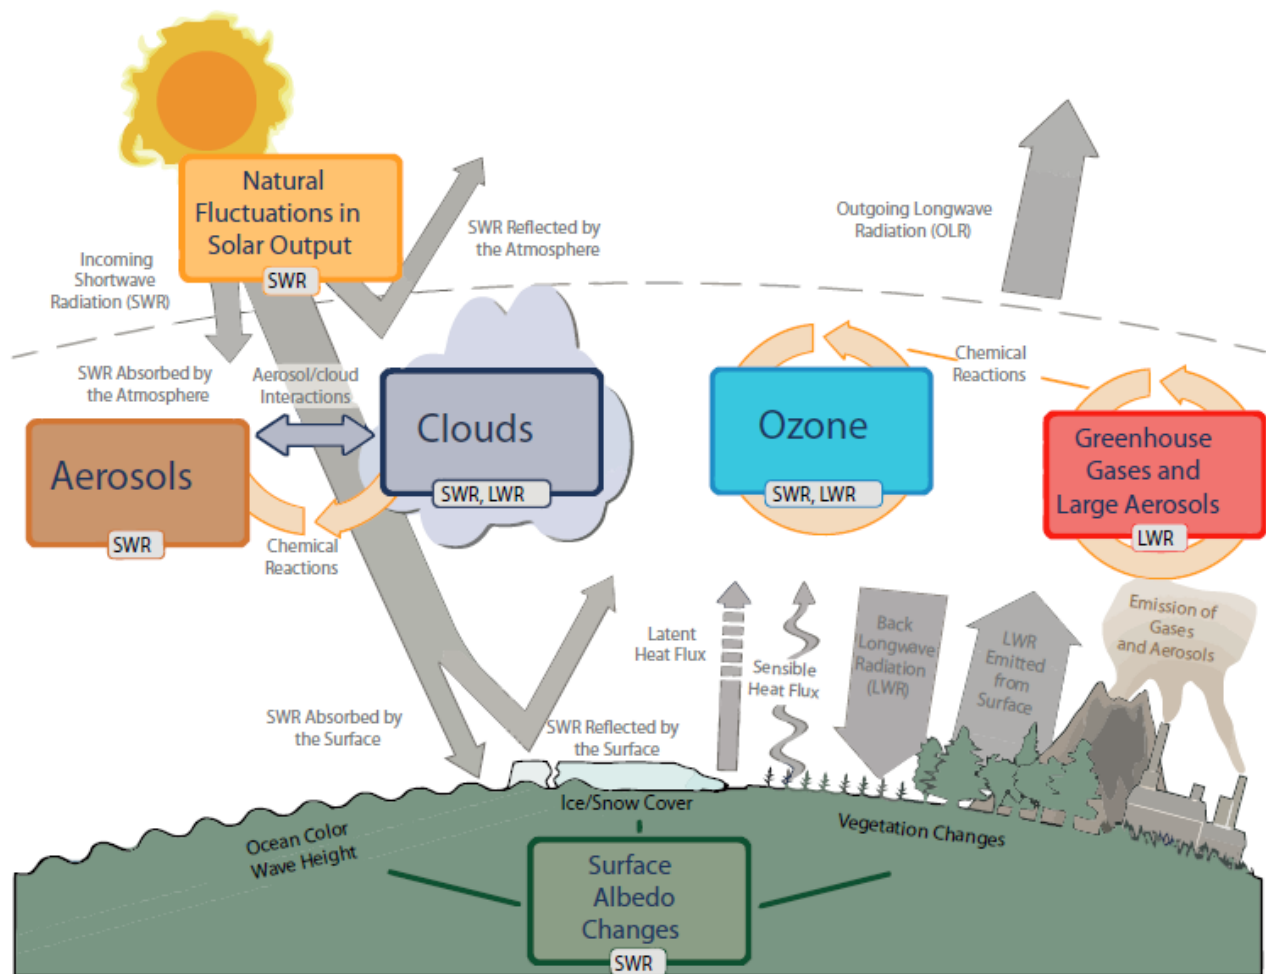 Natural
Fluctuations in
Solar Output
SWR
SWR Reflected by
the Atmosphere
Outgoing Longwave
Radiation (OLR)
Incoming
Shortwave
Radiation (SWR)
SWR Absorbed by
the Atmosphere
Aerosol/cloud
Interactions
Chemical
Reactions
Aerosols
SWR
Clouds
SWR, LWR
Ozone
SWR, LWR
Greenhouse
Gases and
Large Aerosols
LWR
Chemical
Reactions
Latent
Heat Flux
Sensible
Heat Flux
Back
Longwave
Radiation
(LWR)
LWR
Emitted
from
Surface
Emission of
Gases
and Aerosols
SWR Absorbed by
the Surface
SWR Reflected by
the Surface
Ice/Snow Cover
Ocean Color
Wave Height
Vegetation Changes
Surface
Albedo
Changes
SWR